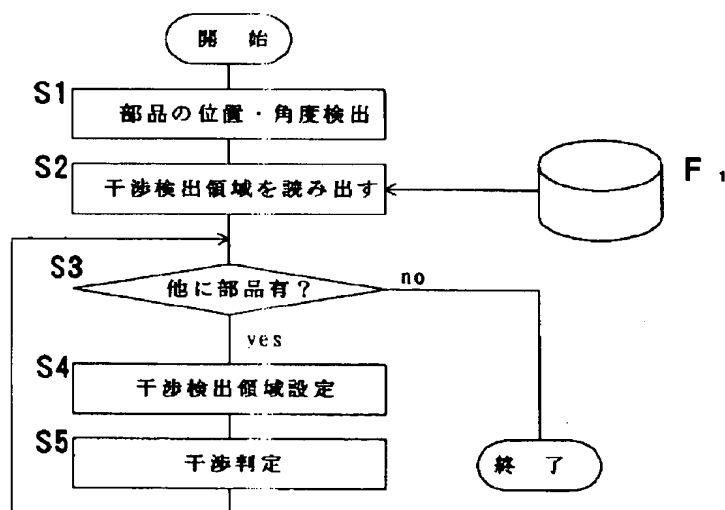 開 始
S1
部品の位置・角度検出
S2
干渉検出領域を読み出す
F 1
S3
他に部品有?
no
yes
S4
干渉検出領域設定
S5
干渉判定
終 了